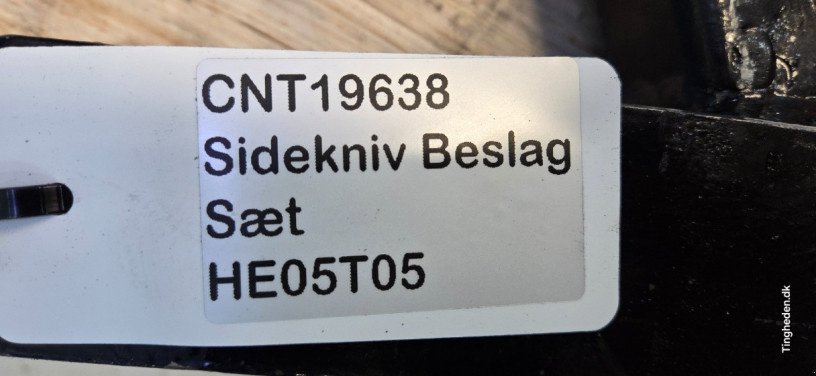 CNT19638
Sidekniv Beslag
Sæt
HE05T05
Tingheden.dk